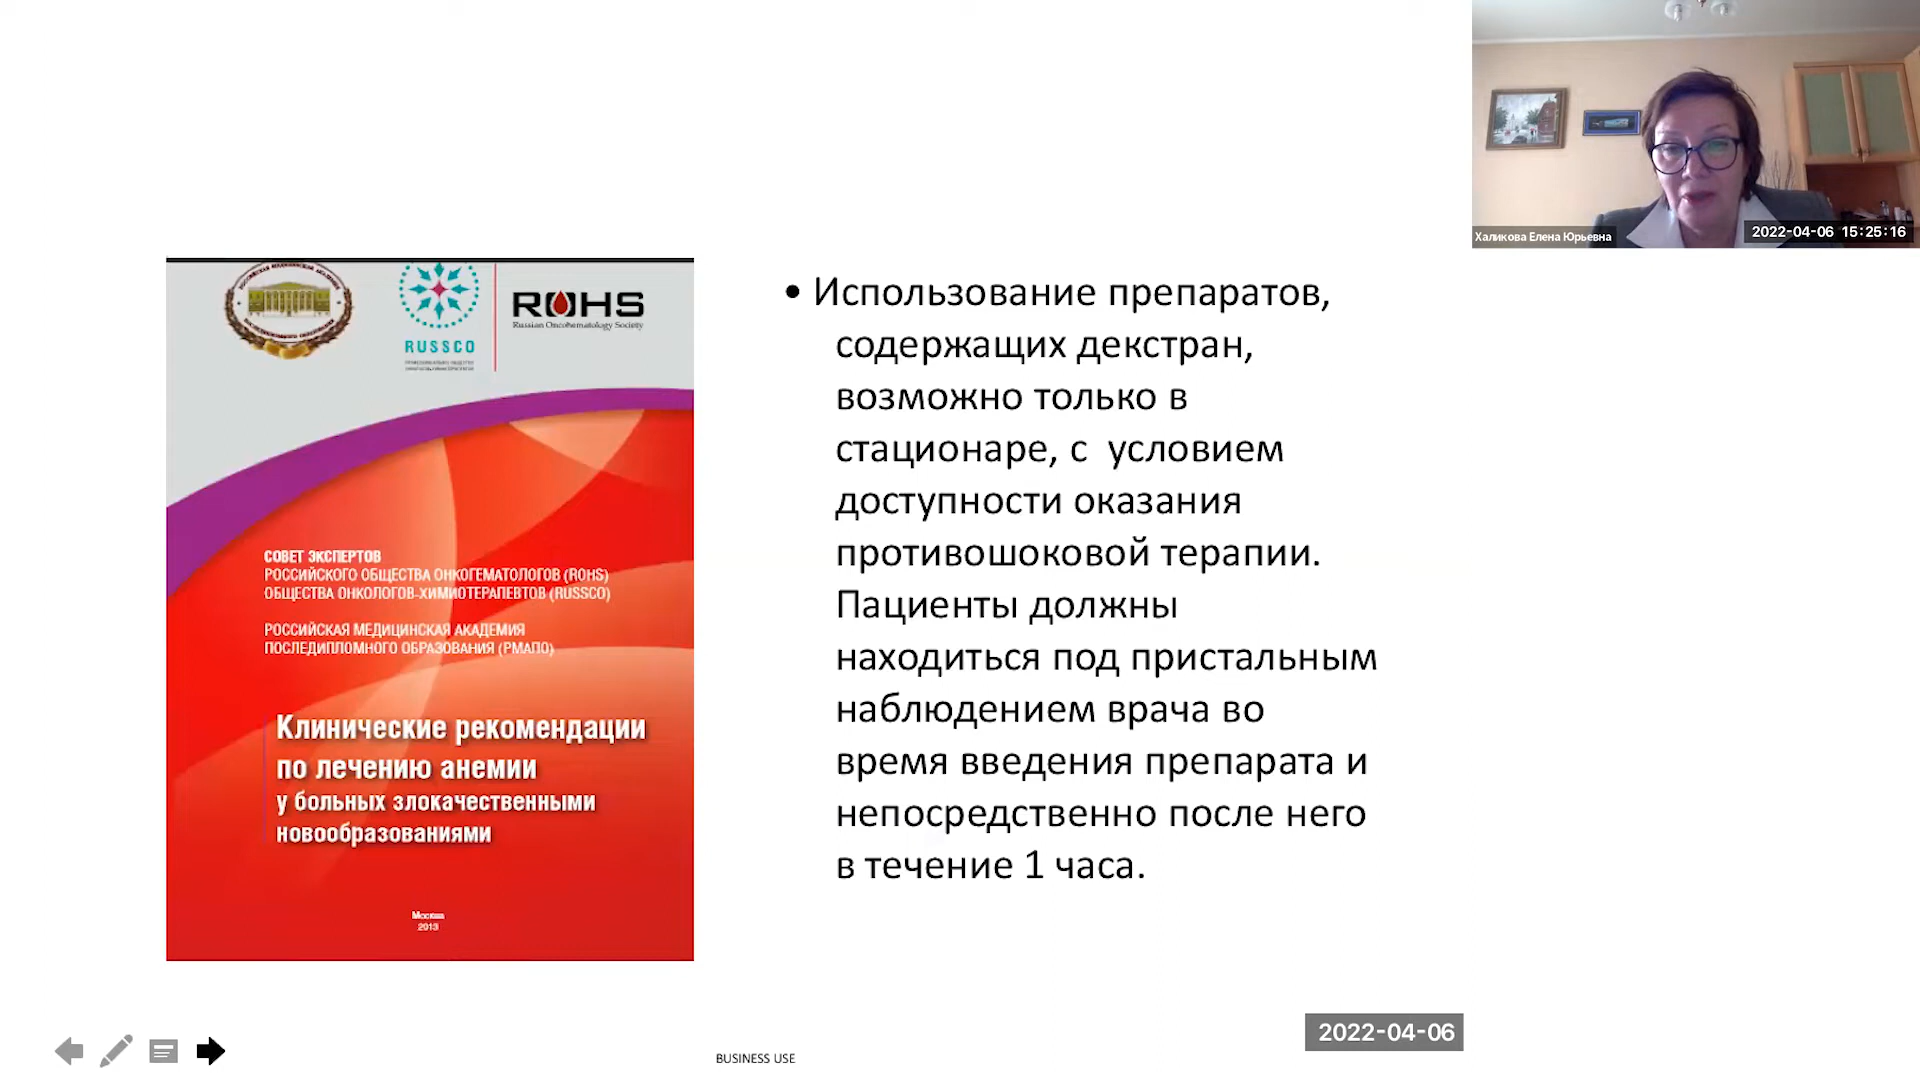 Халикова Елена Юрьевна
2022-04-06 15:25:16
ROHS
Russian Oncohematology Society
RUSSCO
• Использование препаратов,
содержащих декстран,
возможно только в
стационаре, с условием
доступности оказания
противошоковой терапии.
Пациенты должны
находиться под пристальным
наблюдением врача во
время введения препарата и
непосредственно после него
в течение 1 часа.
СОВЕТ ЭКСПЕРТОВ
РОССИЙСКОГО ОБЩЕСТВА ОНКОГЕМАТОЛОГОВ (ROHS)
ОБЩЕСТВА ОНКОЛОГОВ-ХИМИОТЕРАПЕВТОВ (RUSSCO)
РОССИЙСКАЯ МЕДИЦИНСКАЯ АКАДЕМИЯ
ПОСЛЕДИПЛОМНОГО ОБРАЗОВАНИЯ (РМАПО)
Клинические рекомендации
по лечению анемии
у больных злокачественными
новообразованиями
Москва
2013
2022-04-06
BUSINESS USE